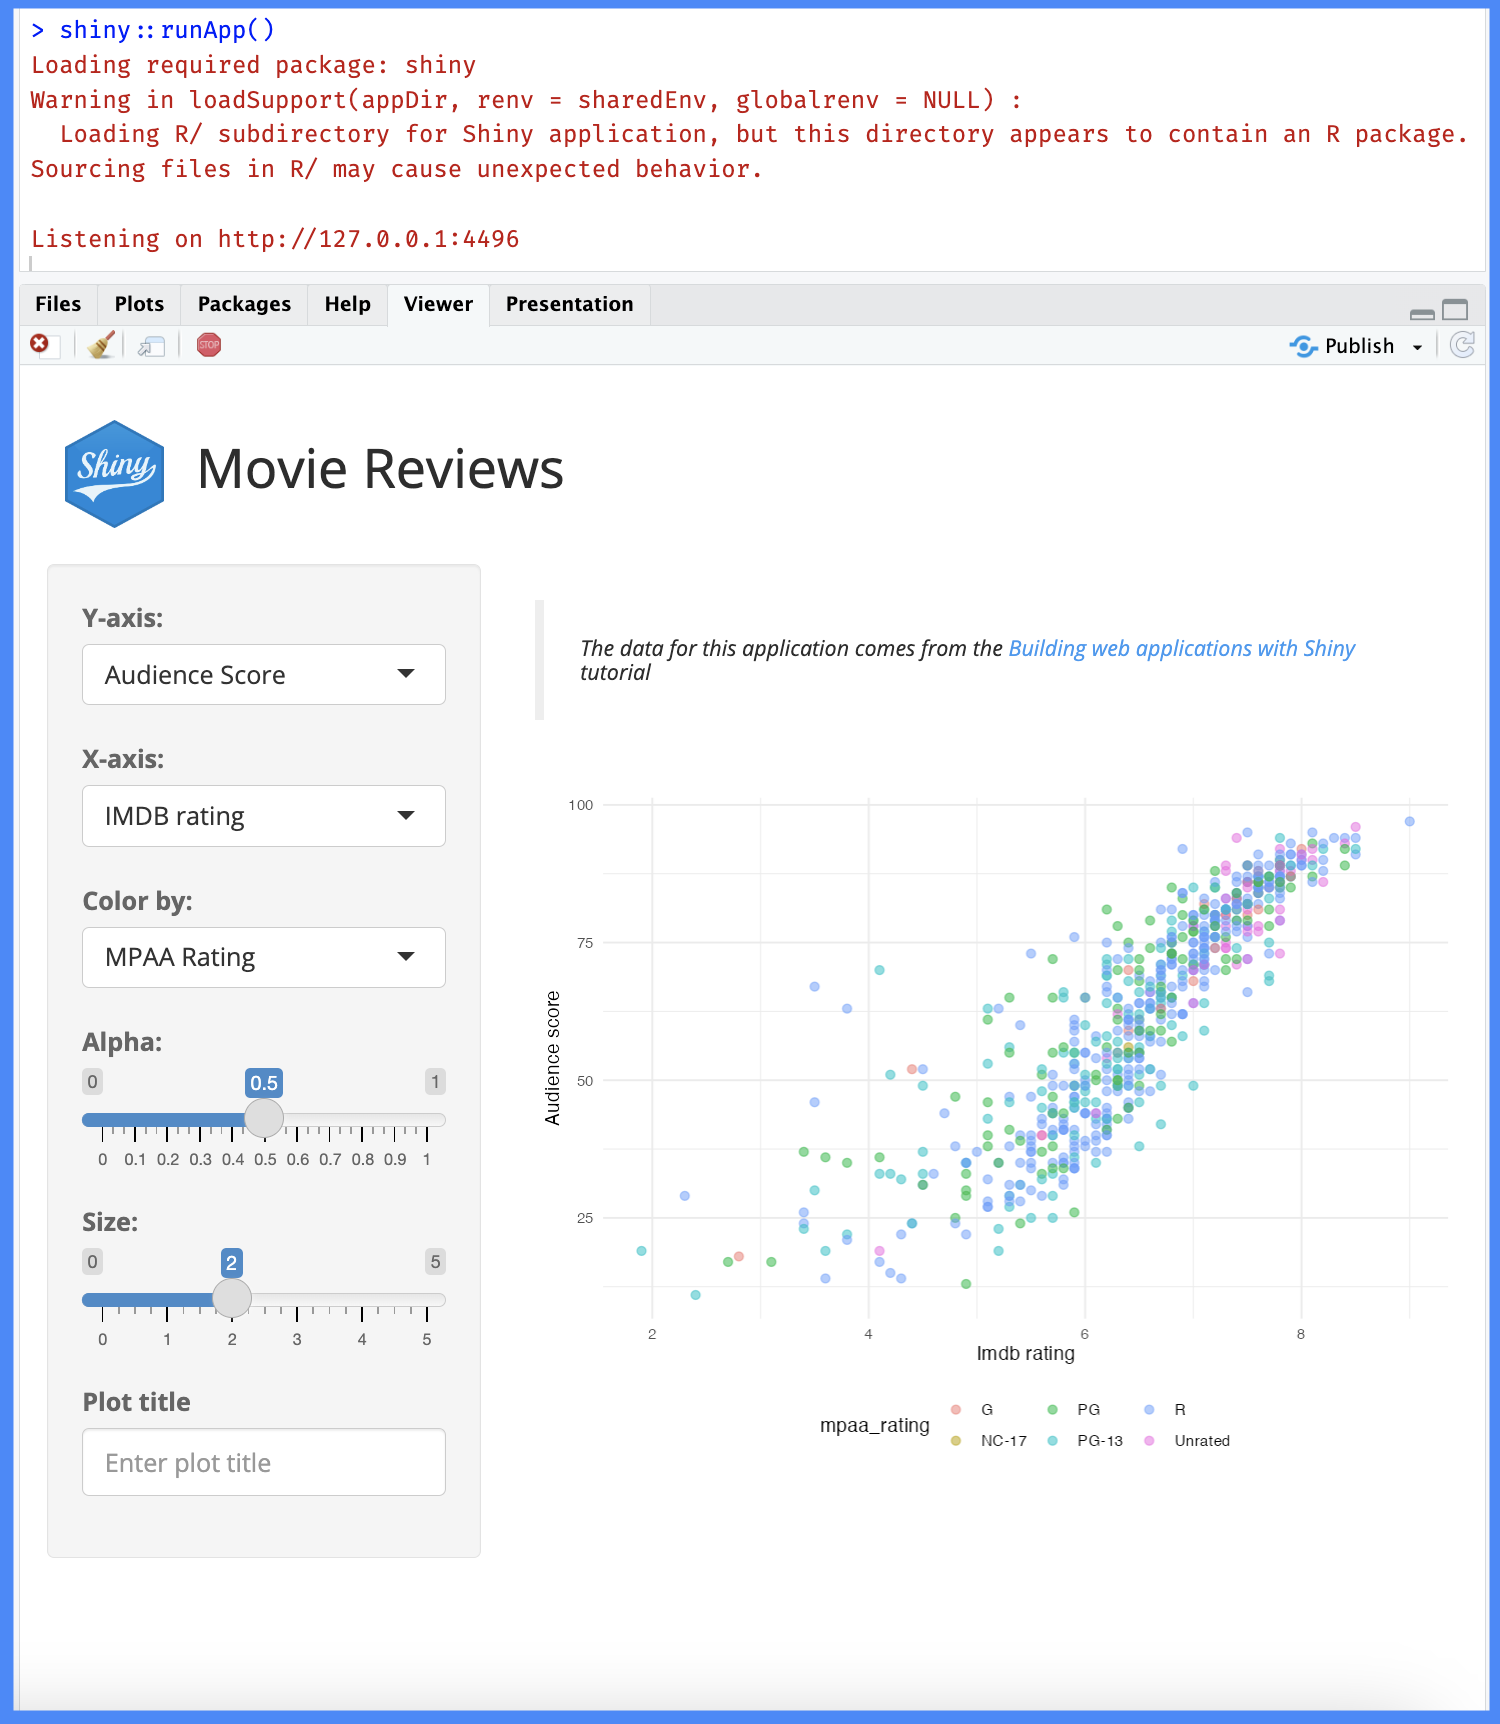 > shiny::runApp()
Loading required package: shiny
Warning in loadSupport(appDir, renv = sharedEnv, globalrenv = NULL) :
  Loading R/ subdirectory for Shiny application, but this directory appears to contain an R package.
Sourcing files in R/ may cause unexpected behavior.
Listening on http://127.0.0.1:4496
Files Plots Packages Help Viewer Presentation
STOP Publish
Shiny Movie Reviews
Y-axis:
Audience Score
X-axis:
IMDB rating
Color by:
MPAA Rating
Alpha:
0 0.5 1
0 0.1 0.2 0.3 0.4 0.5 0.6 0.7 0.8 0.9 1
Size:
0 2 5
0 1 2 3 4 5
Plot title
Enter plot title
The data for this application comes from the Building web applications with Shiny
tutorial
100
75
50
25
Audience score
2 4 6 8
Imdb rating
mpaa_rating
G PG R
NC-17 PG-13 Unrated